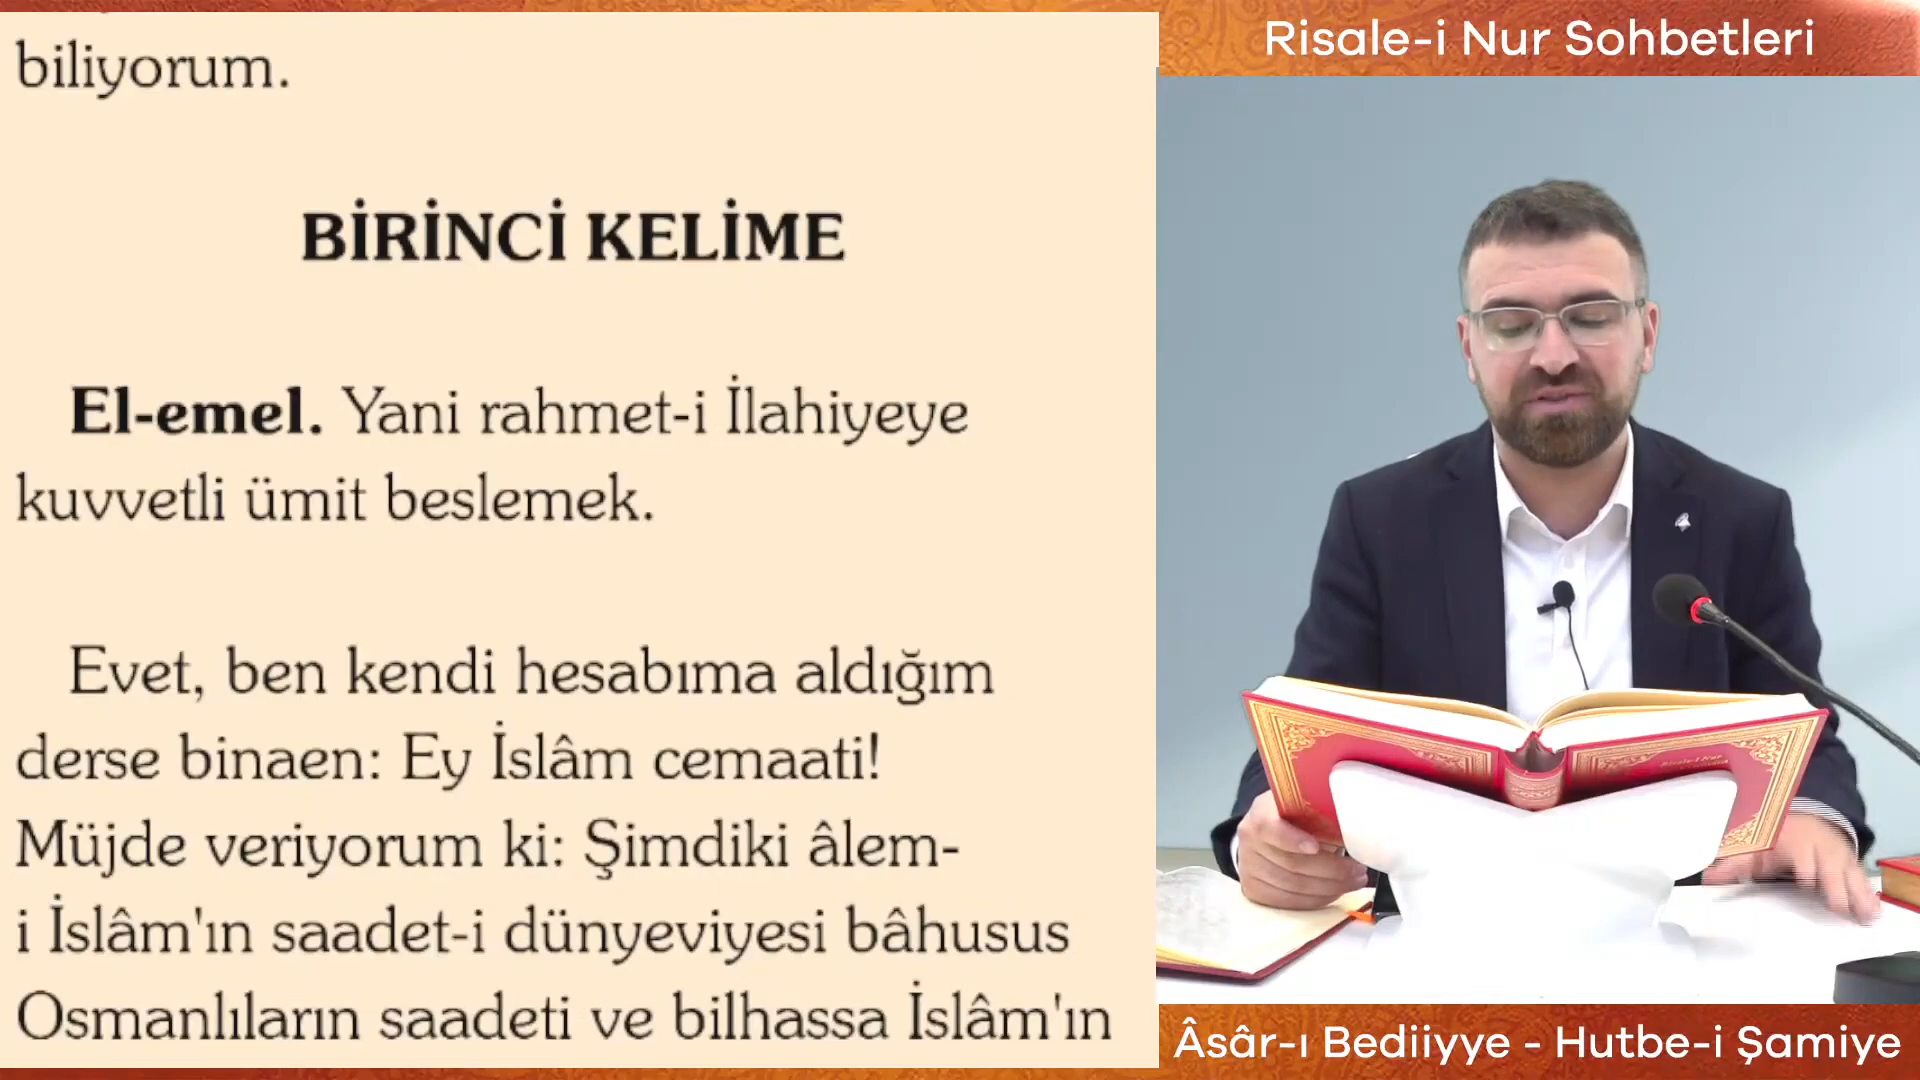 biliyorum.
BİRİNCİ KELİME
El-emel. Yani rahmet-i İlahiyeye
kuvvetli ümit beslemek.
Evet, ben kendi hesabıma aldığım
derse binaen: Ey İslâm cemaati!
Müjde veriyorum ki: Şimdiki âlem-
i İslâm'ın saadet-i dünyeviyesi bâhusus
Osmanlıların saadeti ve bilhassa İslâm'ın
Risale-i Nur Sohbetleri
Âsâr-ı Bediiyye - Hutbe-i Şamiye